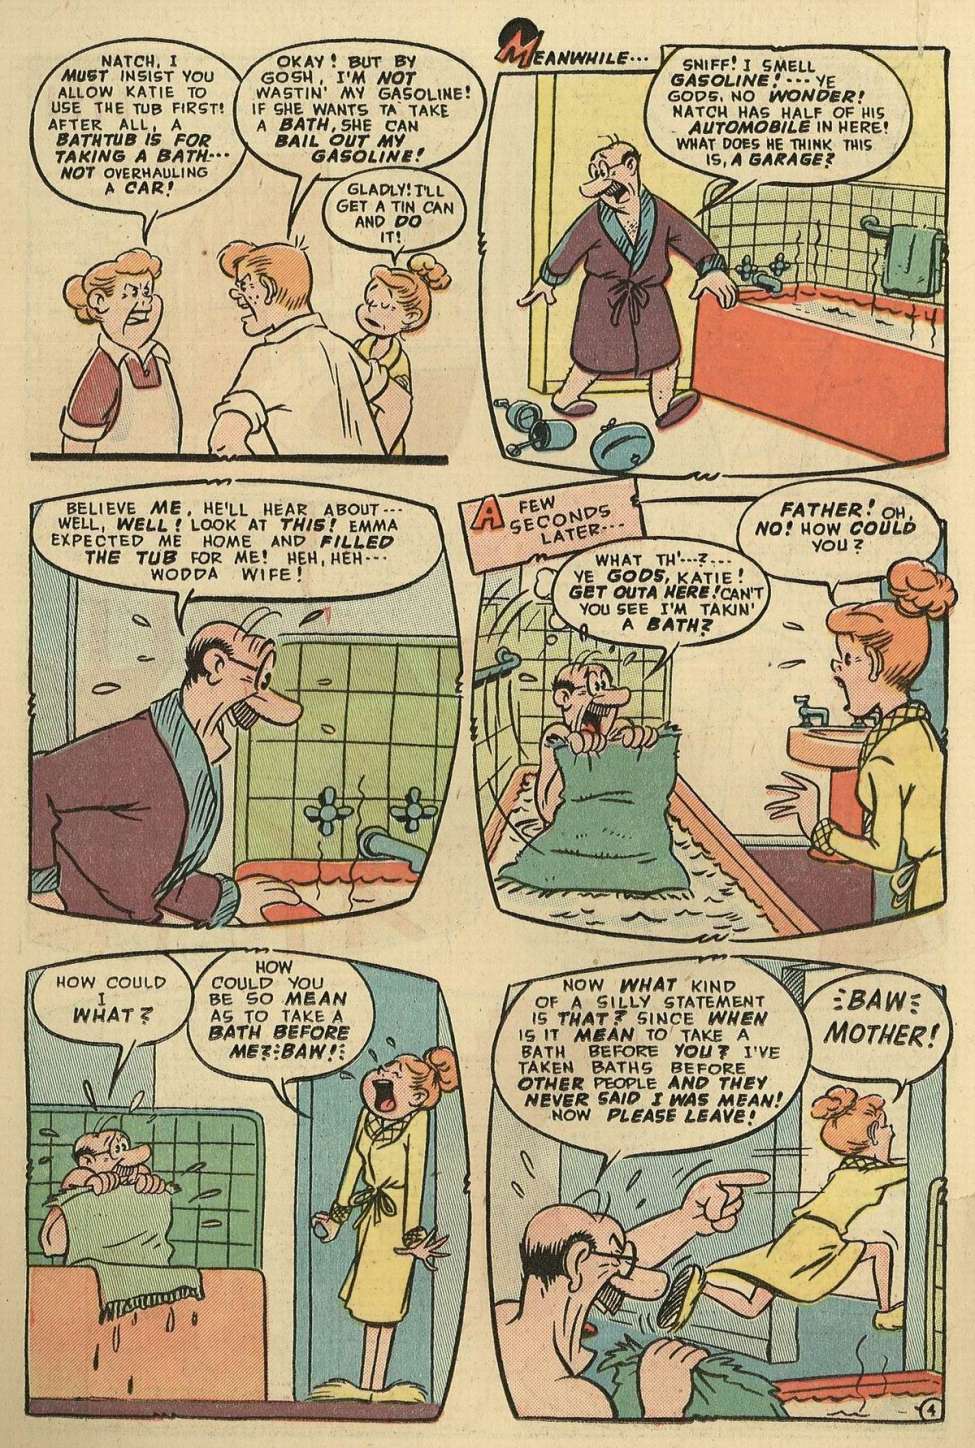 NATCH, I
MUST INSIST YOU
ALLOW KATIE TO
USE THE TUB FIRST!
AFTER ALL, A
BATHTUB IS FOR
TAKING A BATH---
NOT OVERHAULING
A CAR!
OKAY! BUT BY
GOSH, I'M NOT
WASTIN' MY GASOLINE!
IF SHE WANTS TA TAKE
A BATH, SHE CAN
BAIL OUT MY
GASOLINE!
GLADLY! I'LL
GET A TIN CAN
AND DO
IT!
MEANWHILE...
SNIFF! I SMELL
GASOLINE! --- YE
GODS, NO WONDER!
NATCH HAS HALF OF HIS
AUTOMOBILE IN HERE!
WHAT DOES HE THINK THIS
IS, A GARAGE?
BELIEVE ME, HE'LL HEAR ABOUT---
WELL, WELL! LOOK AT THIS! EMMA
EXPECTED ME HOME AND FILLED
THE TUB FOR ME! HEH, HEH---
WODDA WIFE!
A FEW
SECONDS
LATER---
WHAT TH'---?---
YE GODS, KATIE!
GET OUTA HERE! CAN'T
YOU SEE I'M TAKIN'
A BATH?
FATHER! OH,
NO! HOW COULD
YOU?
HOW COULD
I
WHAT?
HOW
COULD YOU
BE SO MEAN
AS TO TAKE A
BATH BEFORE
ME? BAW!
NOW WHAT KIND
OF A SILLY STATEMENT
IS THAT? SINCE WHEN
IS IT MEAN TO TAKE A
BATH BEFORE YOU? I'VE
TAKEN BATHS BEFORE
OTHER PEOPLE AND THEY
NEVER SAID I WAS MEAN!
NOW PLEASE LEAVE!
BAW
MOTHER!
4